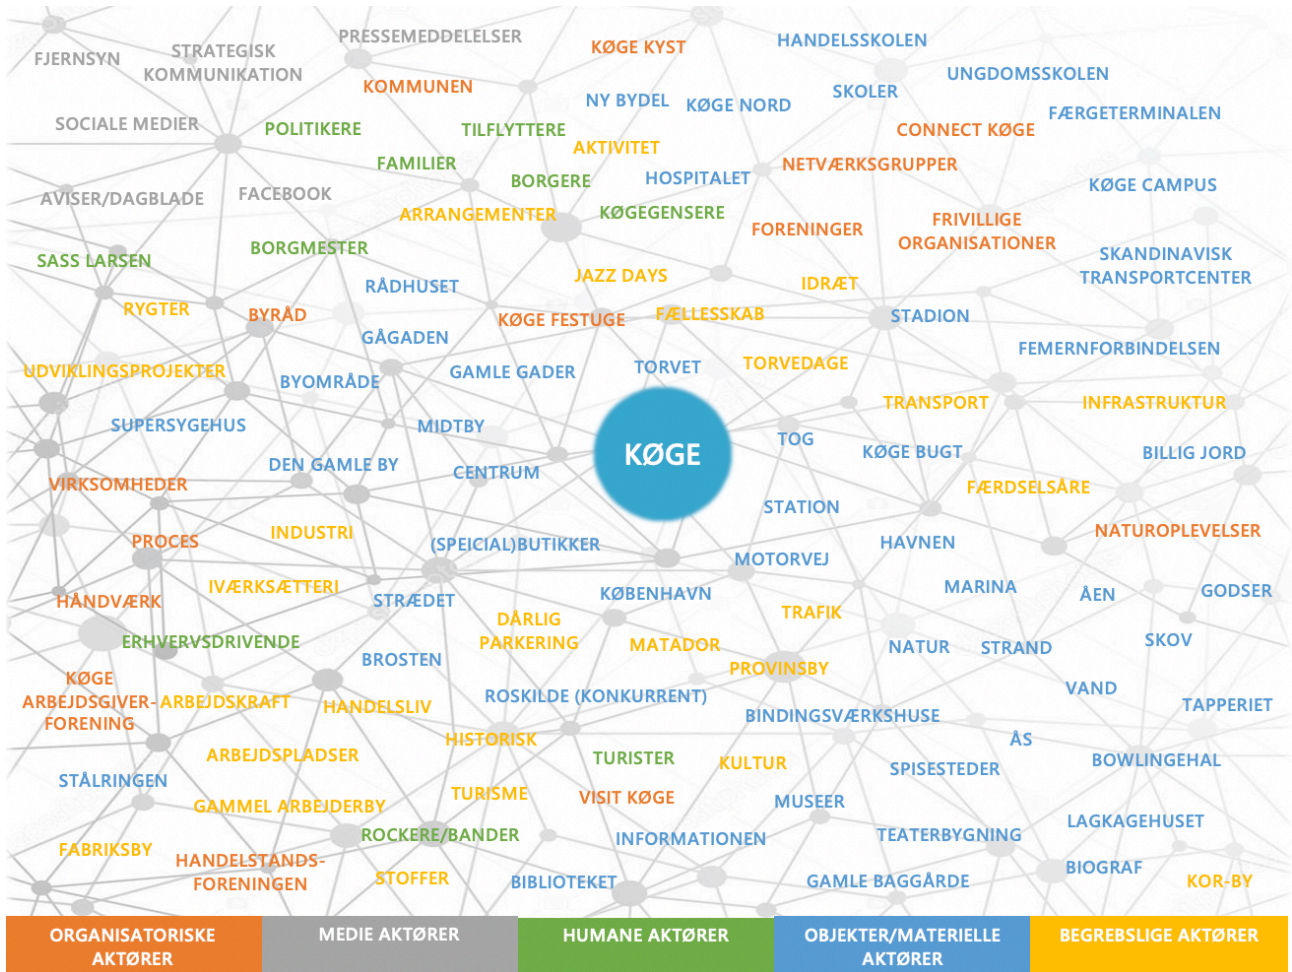 PRESSEMEDDELELSER
HANDELSSKOLEN
KØGE KYST
STRATEGISK
KOMMUNIKATION
FJERNSYN
UNGDOMSSKOLEN
KOMMUNEN
SKOLER
NY BYDEL
KØGE NORD
FÆRGETERMINALEN
SOCIALE MEDIER
POLITIKERE
TILFLYTTERE
CONNECT KØGE
AKTIVITET
FAMILIER
NETVÆRKSGRUPPER
HOSPITALET
BORGERE
KØGE CAMPUS
FACEBOOK
AVISER/DAGBLADE
ARRANGEMENTER
KØGEGENSERE
FRIVILLIGE
ORGANISATIONER
FORENINGER
BORGMESTER
SKANDINAVISK
TRANSPORTCENTER
SASS LARSEN
JAZZ DAYS
IDRÆT
RÅDHUSET
RYGTER
BYRÅD
KØGE FESTUGE
FÆLLESSKAB
STADION
GÅGADEN
FEMERNFORBINDELSEN
TORVEDAGE
TORVET
UDVIKLINGSPROJEKTER
GAMLE GADER
BYOMRÅDE
TRANSPORT
INFRASTRUKTUR
SUPERSYGEHUS
MIDTBY
TOG
KØGE
KØGE BUGT
BILLIG JORD
DEN GAMLE BY
CENTRUM
VIRKSOMHEDER
FÆRDSELSÅRE
STATION
INDUSTRI
NATUROPLEVELSER
PROCES
(SPEICIAL)BUTIKKER
HAVNEN
MOTORVEJ
IVÆRKSÆTTERI
MARINA
GODSER
KØBENHAVN
ÅEN
HÅNDVÆRK
STRÆDET
TRAFIK
DÅRLIG
PARKERING
ERHVERVSDRIVENDE
MATADOR
NATUR
STRAND
SKOV
BROSTEN
PROVINSBY
KØGE
ARBEJDSGIVER-
FORENING
VAND
ROSKILDE (KONKURRENT)
ARBEJDSKRAFT
HANDELSLIV
TAPPERIET
BINDINGSVÆRKSHUSE
HISTORISK
ÅS
ARBEJDSPLADSER
TURISTER
KULTUR
BOWLINGEHAL
SPISESTEDER
STÅLRINGEN
TURISME
VISIT KØGE
MUSEER
GAMMEL ARBEJDERBY
LAGKAGEHUSET
ROCKERE/BANDER
INFORMATIONEN
TEATERBYGNING
FABRIKSBY
HANDELSTANDS-
FORENINGEN
BIOGRAF
STOFFER
BIBLIOTEKET
GAMLE BAGGÅRDE
KOR-BY
ORGANISATORISKE
AKTØRER
MEDIE AKTØRER
HUMANE AKTØRER
OBJEKTER/MATERIELLE
AKTØRER
BEGREBSLIGE AKTØRER